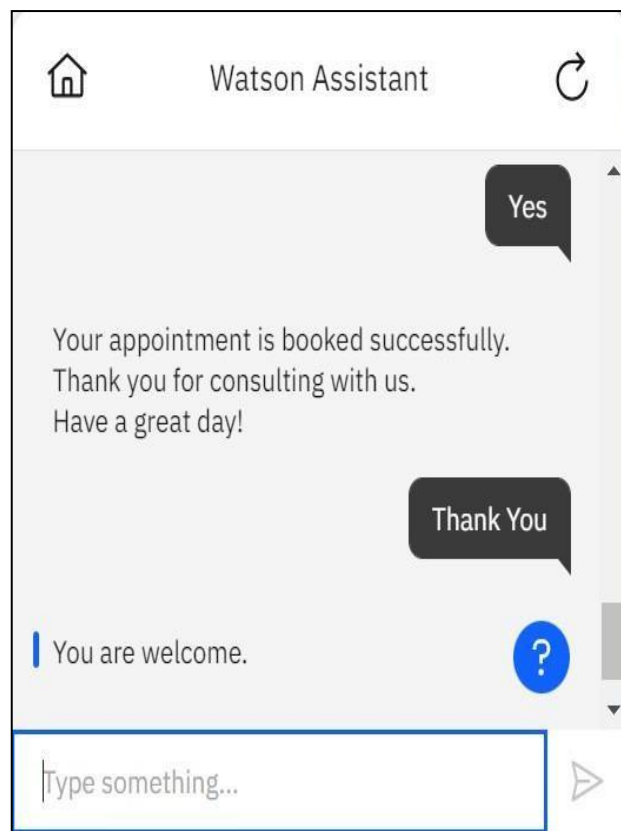 Watson Assistant
Yes
Your appointment is booked successfully.
Thank you for consulting with us.
Have a great day!
Thank You
You are welcome.
?
Type something...